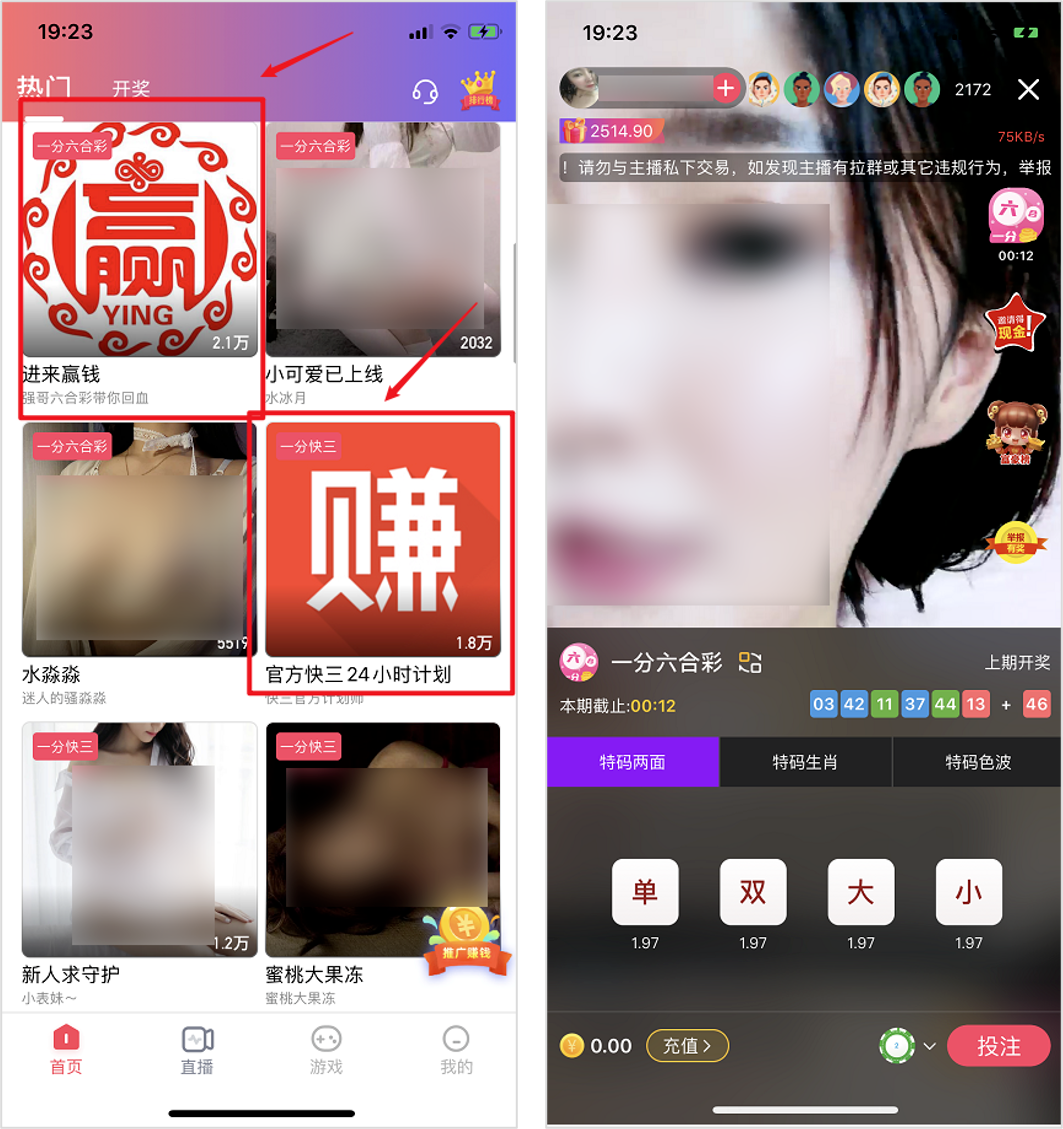 19:23
热门 开奖
排行榜
一分六合彩
赢
YING
2.1万
进来赢钱
强哥六合彩带你回血
一分六合彩
2032
小可爱已上线
水冰月
一分六合彩
5519
水淼淼
迷人的骚淼淼
一分快三
赚
1.8万
官方快三24小时计划
快三官方计划师
一分快三
1.2万
新人求守护
小表妹～
一分快三
¥
推广赚钱
蜜桃大果冻
蜜桃大果冻
首页 直播 游戏 我的
19:23
2172
2514.90
75KB/s
！请勿与主播私下交易，如发现主播有拉群或其它违规行为，举报
六
一分
00:12
邀请得
现金!
富豪榜
举报
有奖
六
一分六合彩
上期开奖
本期截止:00:12
03 42 11 37 44 13 + 46
特码两面 特码生肖 特码色波
单 双 大 小
1.97 1.97 1.97 1.97
¥ 0.00 充值 2 投注